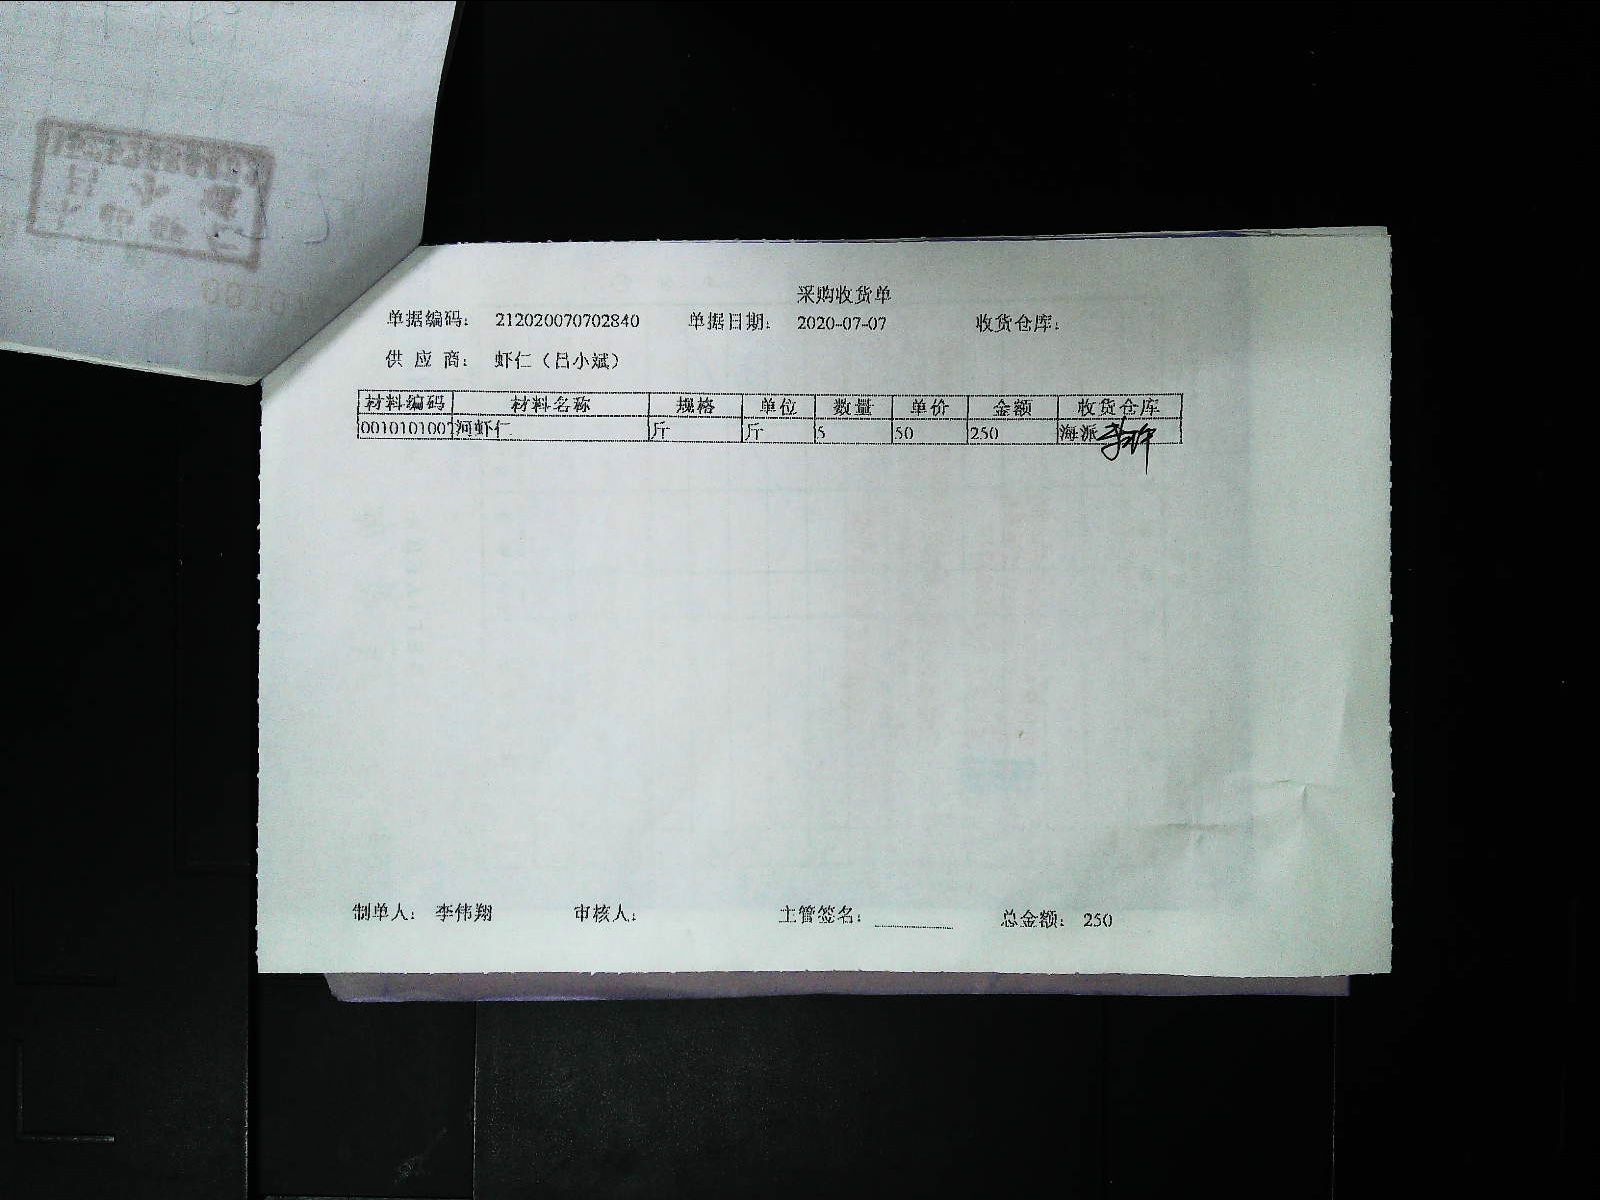 采购收货单
单据编码： 212020070702840 单据日期： 2020-07-07 收货仓库：
供 应 商： 虾仁（吕小斌）
材料编码 材料名称 规格 单位 数量 单价 金额 收货仓库
0010101007 河虾仁 斤 斤 5 50 250 海派
制单人： 李伟翔 审核人： 主管签名： 总金额： 250